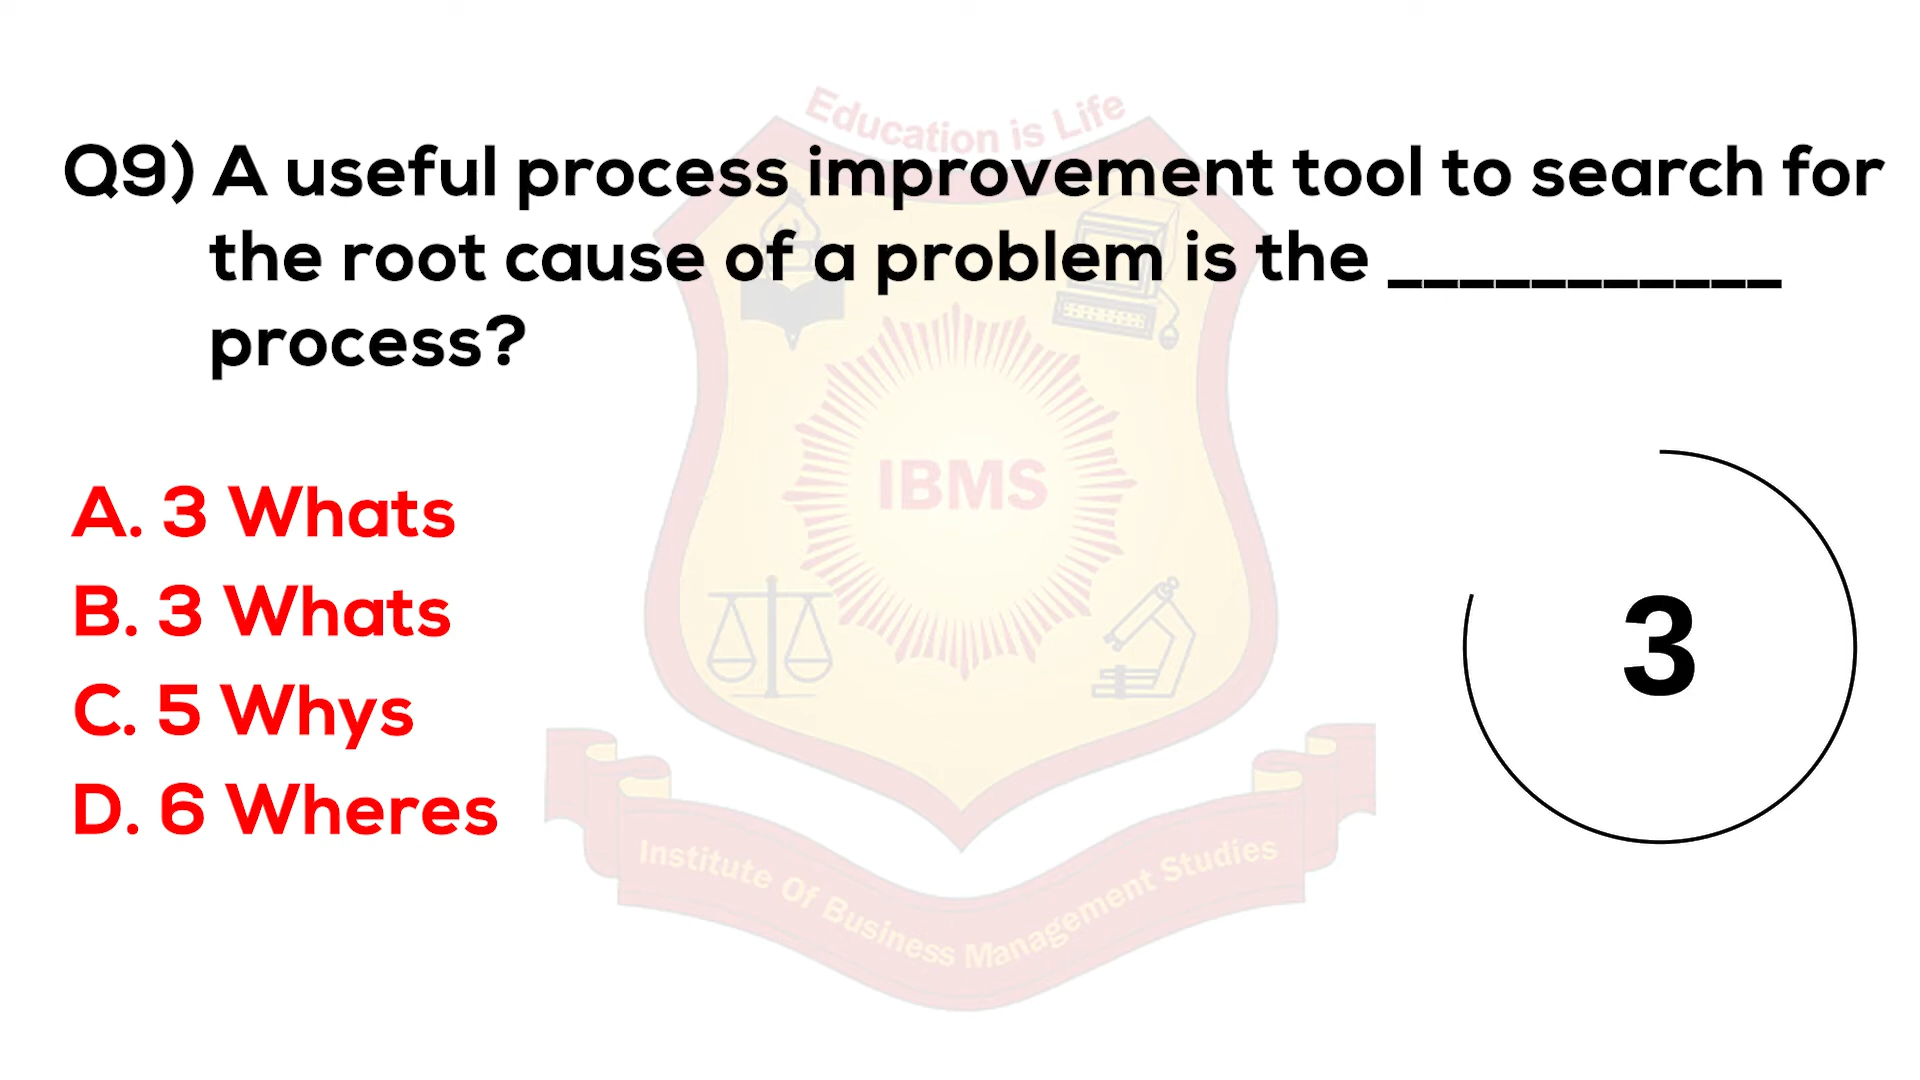 Education is Life
Q9) A useful process improvement tool to search for
the root cause of a problem is the ___________
process?
IBMS
A. 3 Whats
B. 3 Whats
C. 5 Whys
D. 6 Wheres
3
Institute Of Business Management Studies